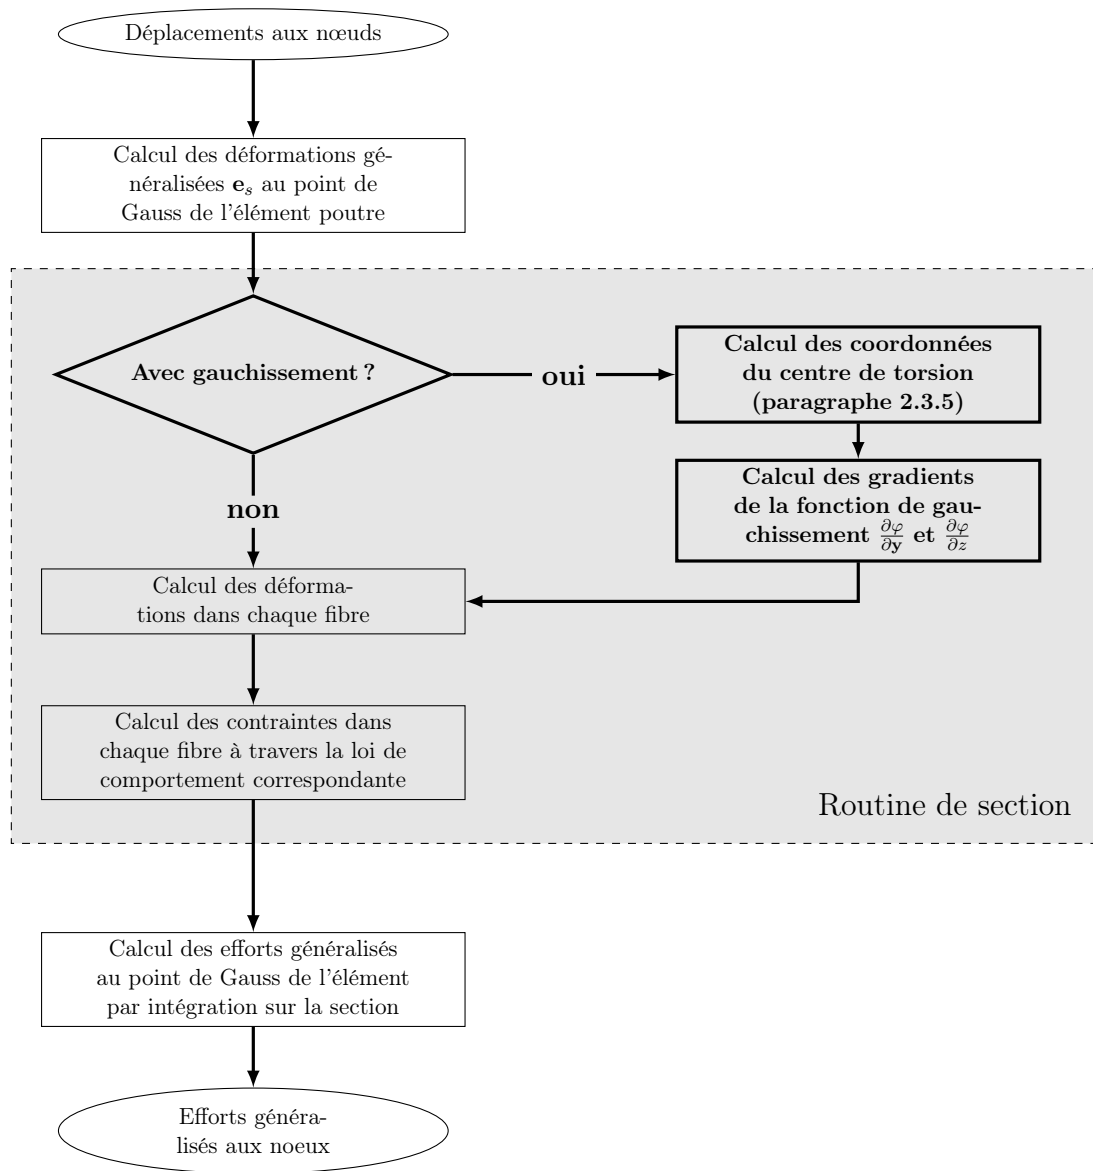 Déplacements aux nœuds
Calcul des déformations gé-
néralisées e_s au point de
Gauss de l'élément poutre
Avec gauchissement ?
oui
Calcul des coordonnées
du centre de torsion
(paragraphe 2.3.5)
Calcul des gradients
de la fonction de gau-
chissement ∂φ/∂y et ∂φ/∂z
non
Calcul des déforma-
tions dans chaque fibre
Calcul des contraintes dans
chaque fibre à travers la loi de
comportement correspondante
Routine de section
Calcul des efforts généralisés
au point de Gauss de l'élément
par intégration sur la section
Efforts généra-
lisés aux noeux